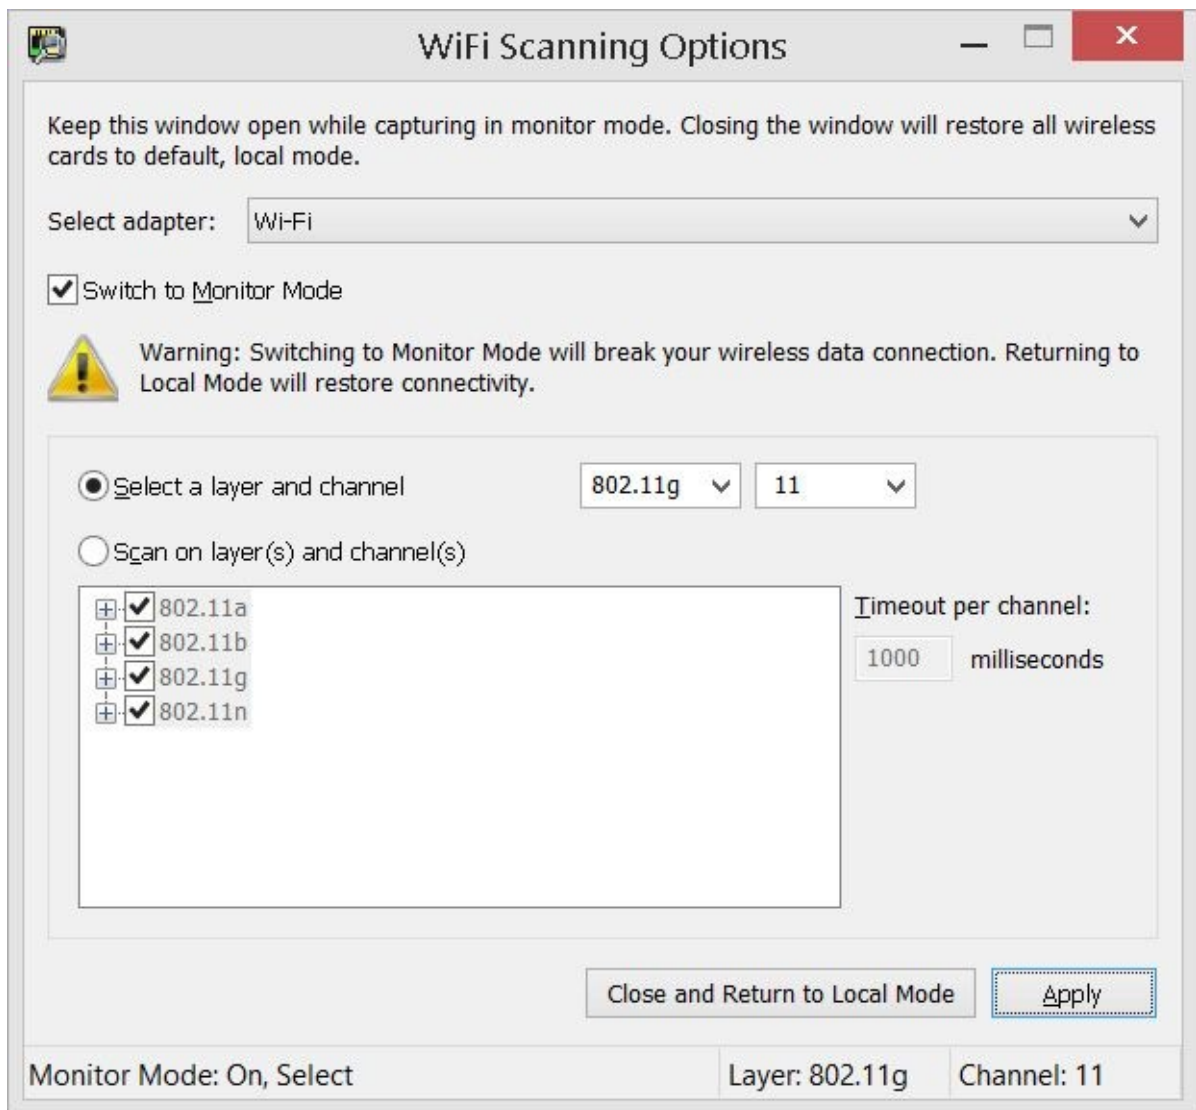 WiFi Scanning Options
Keep this window open while capturing in monitor mode. Closing the window will restore all wireless
cards to default, local mode.
Select adapter: Wi-Fi
Switch to Monitor Mode
Warning: Switching to Monitor Mode will break your wireless data connection. Returning to
Local Mode will restore connectivity.
Select a layer and channel 802.11g 11
Scan on layer(s) and channel(s)
802.11a
Timeout per channel:
802.11b
1000 milliseconds
802.11g
802.11n
Close and Return to Local Mode Apply
Monitor Mode: On, Select Layer: 802.11g Channel: 11